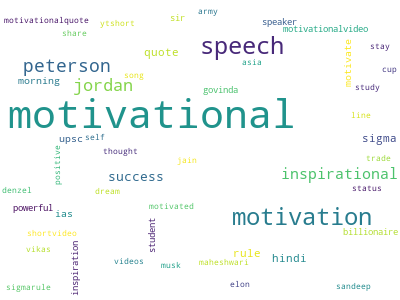 army
motivationalquote
ytshort
sir
speaker
share
motivationalvideo
speech
motivate
stay
quote
peterson
asia
cup
song
morning
jordan
govinda
study
motivational
line
upsc
self
sigma
thought
positive
jain
trade
success
inspirational
denzel
dream
status
powerful
ias
motivated
motivation
student
billionaire
shortvideo
vikas
inspiration
rule
hindi
videos
musk
maheshwari
sigmarule
elon
sandeep